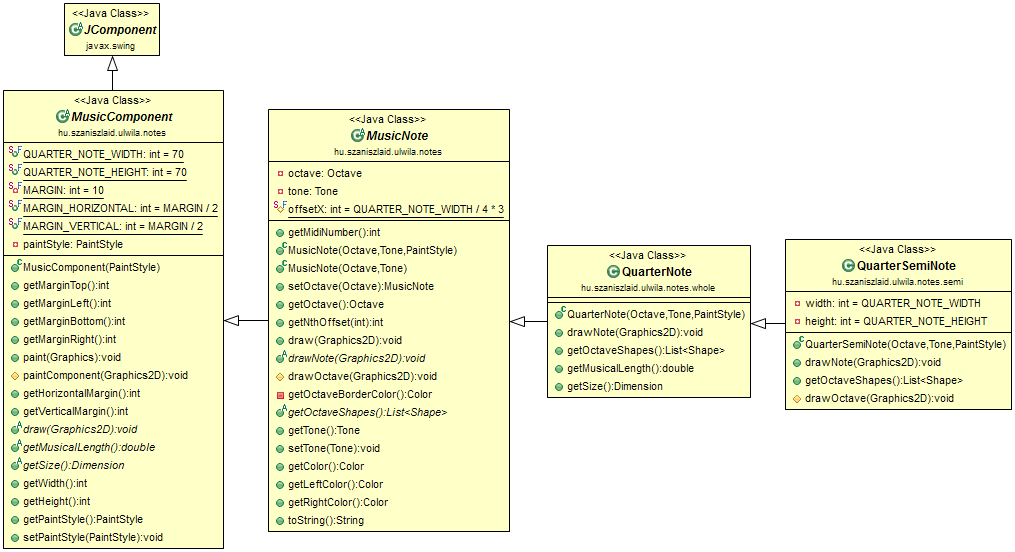 <<Java Class>>
JComponent
javax.swing
<<Java Class>>
MusicComponent
hu.szaniszlaid.ulwila.notes
QUARTER_NOTE_WIDTH: int = 70
QUARTER_NOTE_HEIGHT: int = 70
MARGIN: int = 10
MARGIN_HORIZONTAL: int = MARGIN / 2
MARGIN_VERTICAL: int = MARGIN / 2
paintStyle: PaintStyle
MusicComponent(PaintStyle)
getMarginTop():int
getMarginLeft():int
getMarginBottom():int
getMarginRight():int
paint(Graphics):void
paintComponent(Graphics2D):void
getHorizontalMargin():int
getVerticalMargin():int
draw(Graphics2D):void
getMusicalLength():double
getSize():Dimension
getWidth():int
getHeight():int
getPaintStyle():PaintStyle
setPaintStyle(PaintStyle):void
<<Java Class>>
MusicNote
hu.szaniszlaid.ulwila.notes
octave: Octave
tone: Tone
offsetX: int = QUARTER_NOTE_WIDTH / 4 * 3
getMidiNumber():int
MusicNote(Octave,Tone,PaintStyle)
MusicNote(Octave,Tone)
setOctave(Octave):MusicNote
getOctave():Octave
getNthOffset(int):int
draw(Graphics2D):void
drawNote(Graphics2D):void
drawOctave(Graphics2D):void
getOctaveBorderColor():Color
getOctaveShapes():List<Shape>
getTone():Tone
setTone(Tone):void
getColor():Color
getLeftColor():Color
getRightColor():Color
toString():String
<<Java Class>>
QuarterNote
hu.szaniszlaid.ulwila.notes.whole
QuarterNote(Octave,Tone,PaintStyle)
drawNote(Graphics2D):void
getOctaveShapes():List<Shape>
getMusicalLength():double
getSize():Dimension
<<Java Class>>
QuarterSemiNote
hu.szaniszlaid.ulwila.notes.semi
width: int = QUARTER_NOTE_WIDTH
height: int = QUARTER_NOTE_HEIGHT
QuarterSemiNote(Octave,Tone,PaintStyle)
drawNote(Graphics2D):void
getOctaveShapes():List<Shape>
drawOctave(Graphics2D):void